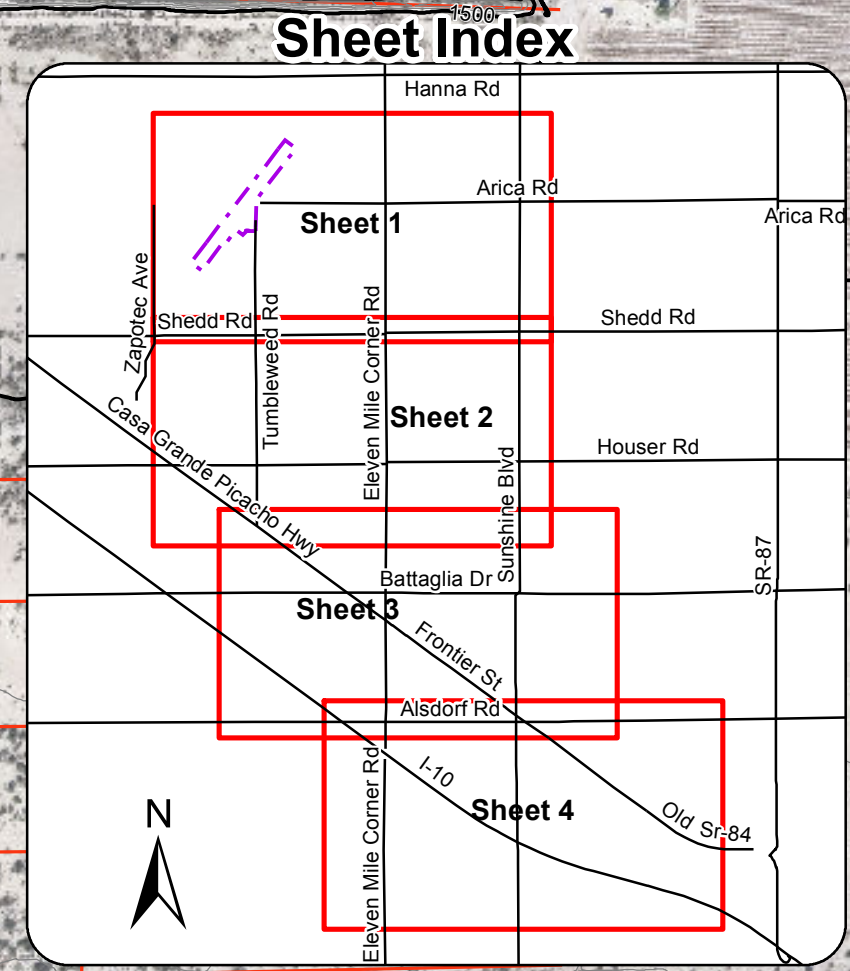 1500
Sheet Index
Hanna Rd
Arica Rd
Arica Rd
Sheet 1
Zapotec Ave
Shedd Rd
Tumbleweed Rd
Eleven Mile Corner Rd
Shedd Rd
Casa Grande Picacho Hwy
Sheet 2
Houser Rd
Sunshine Blvd
SR-87
Battaglia Dr
Sheet 3
Frontier St
Alsdorf Rd
Eleven Mile Corner Rd
I-10
Sheet 4
Old Sr-84
N